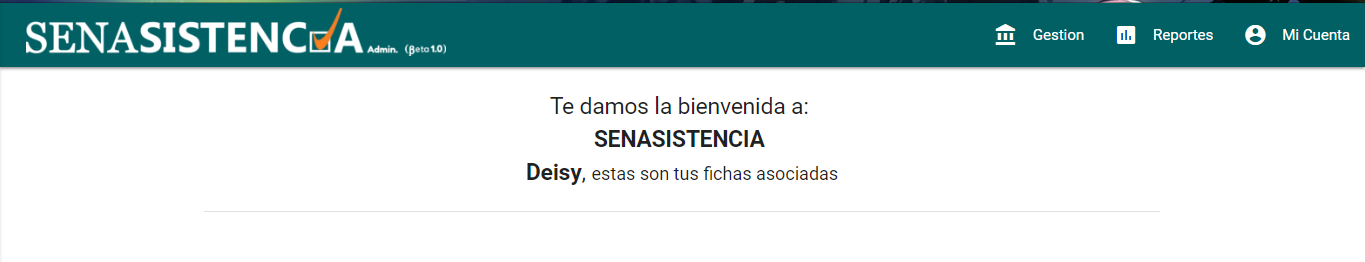 SENASISTENCIA Admin. (βeta 1.0)
Gestion
Reportes
Mi Cuenta
Te damos la bienvenida a:
SENASISTENCIA
Deisy, estas son tus fichas asociadas